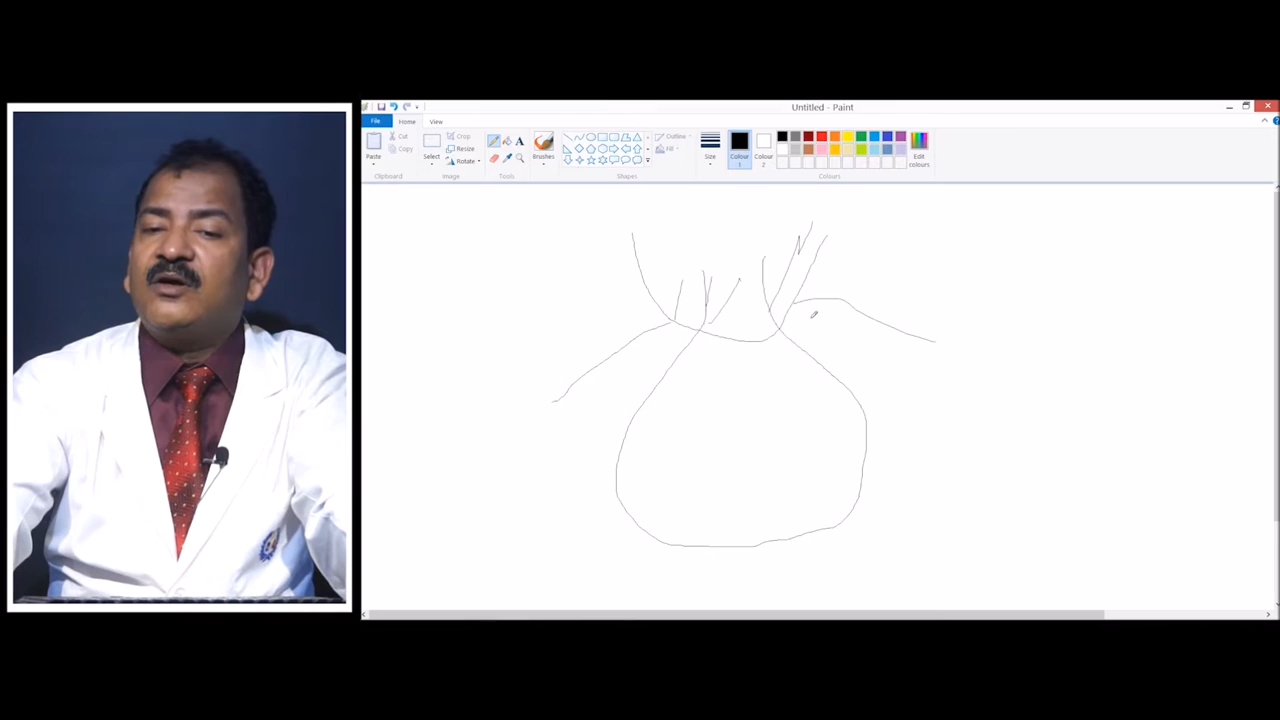 Untitled - Paint
File
Home
View
Paste
Cut
Copy
Clipboard
Select
Crop
Resize
Rotate
Image
A
Tools
Brushes
Shapes
Outline
Fill
Size
Colour
1
Colour
2
Edit
colours
Colours